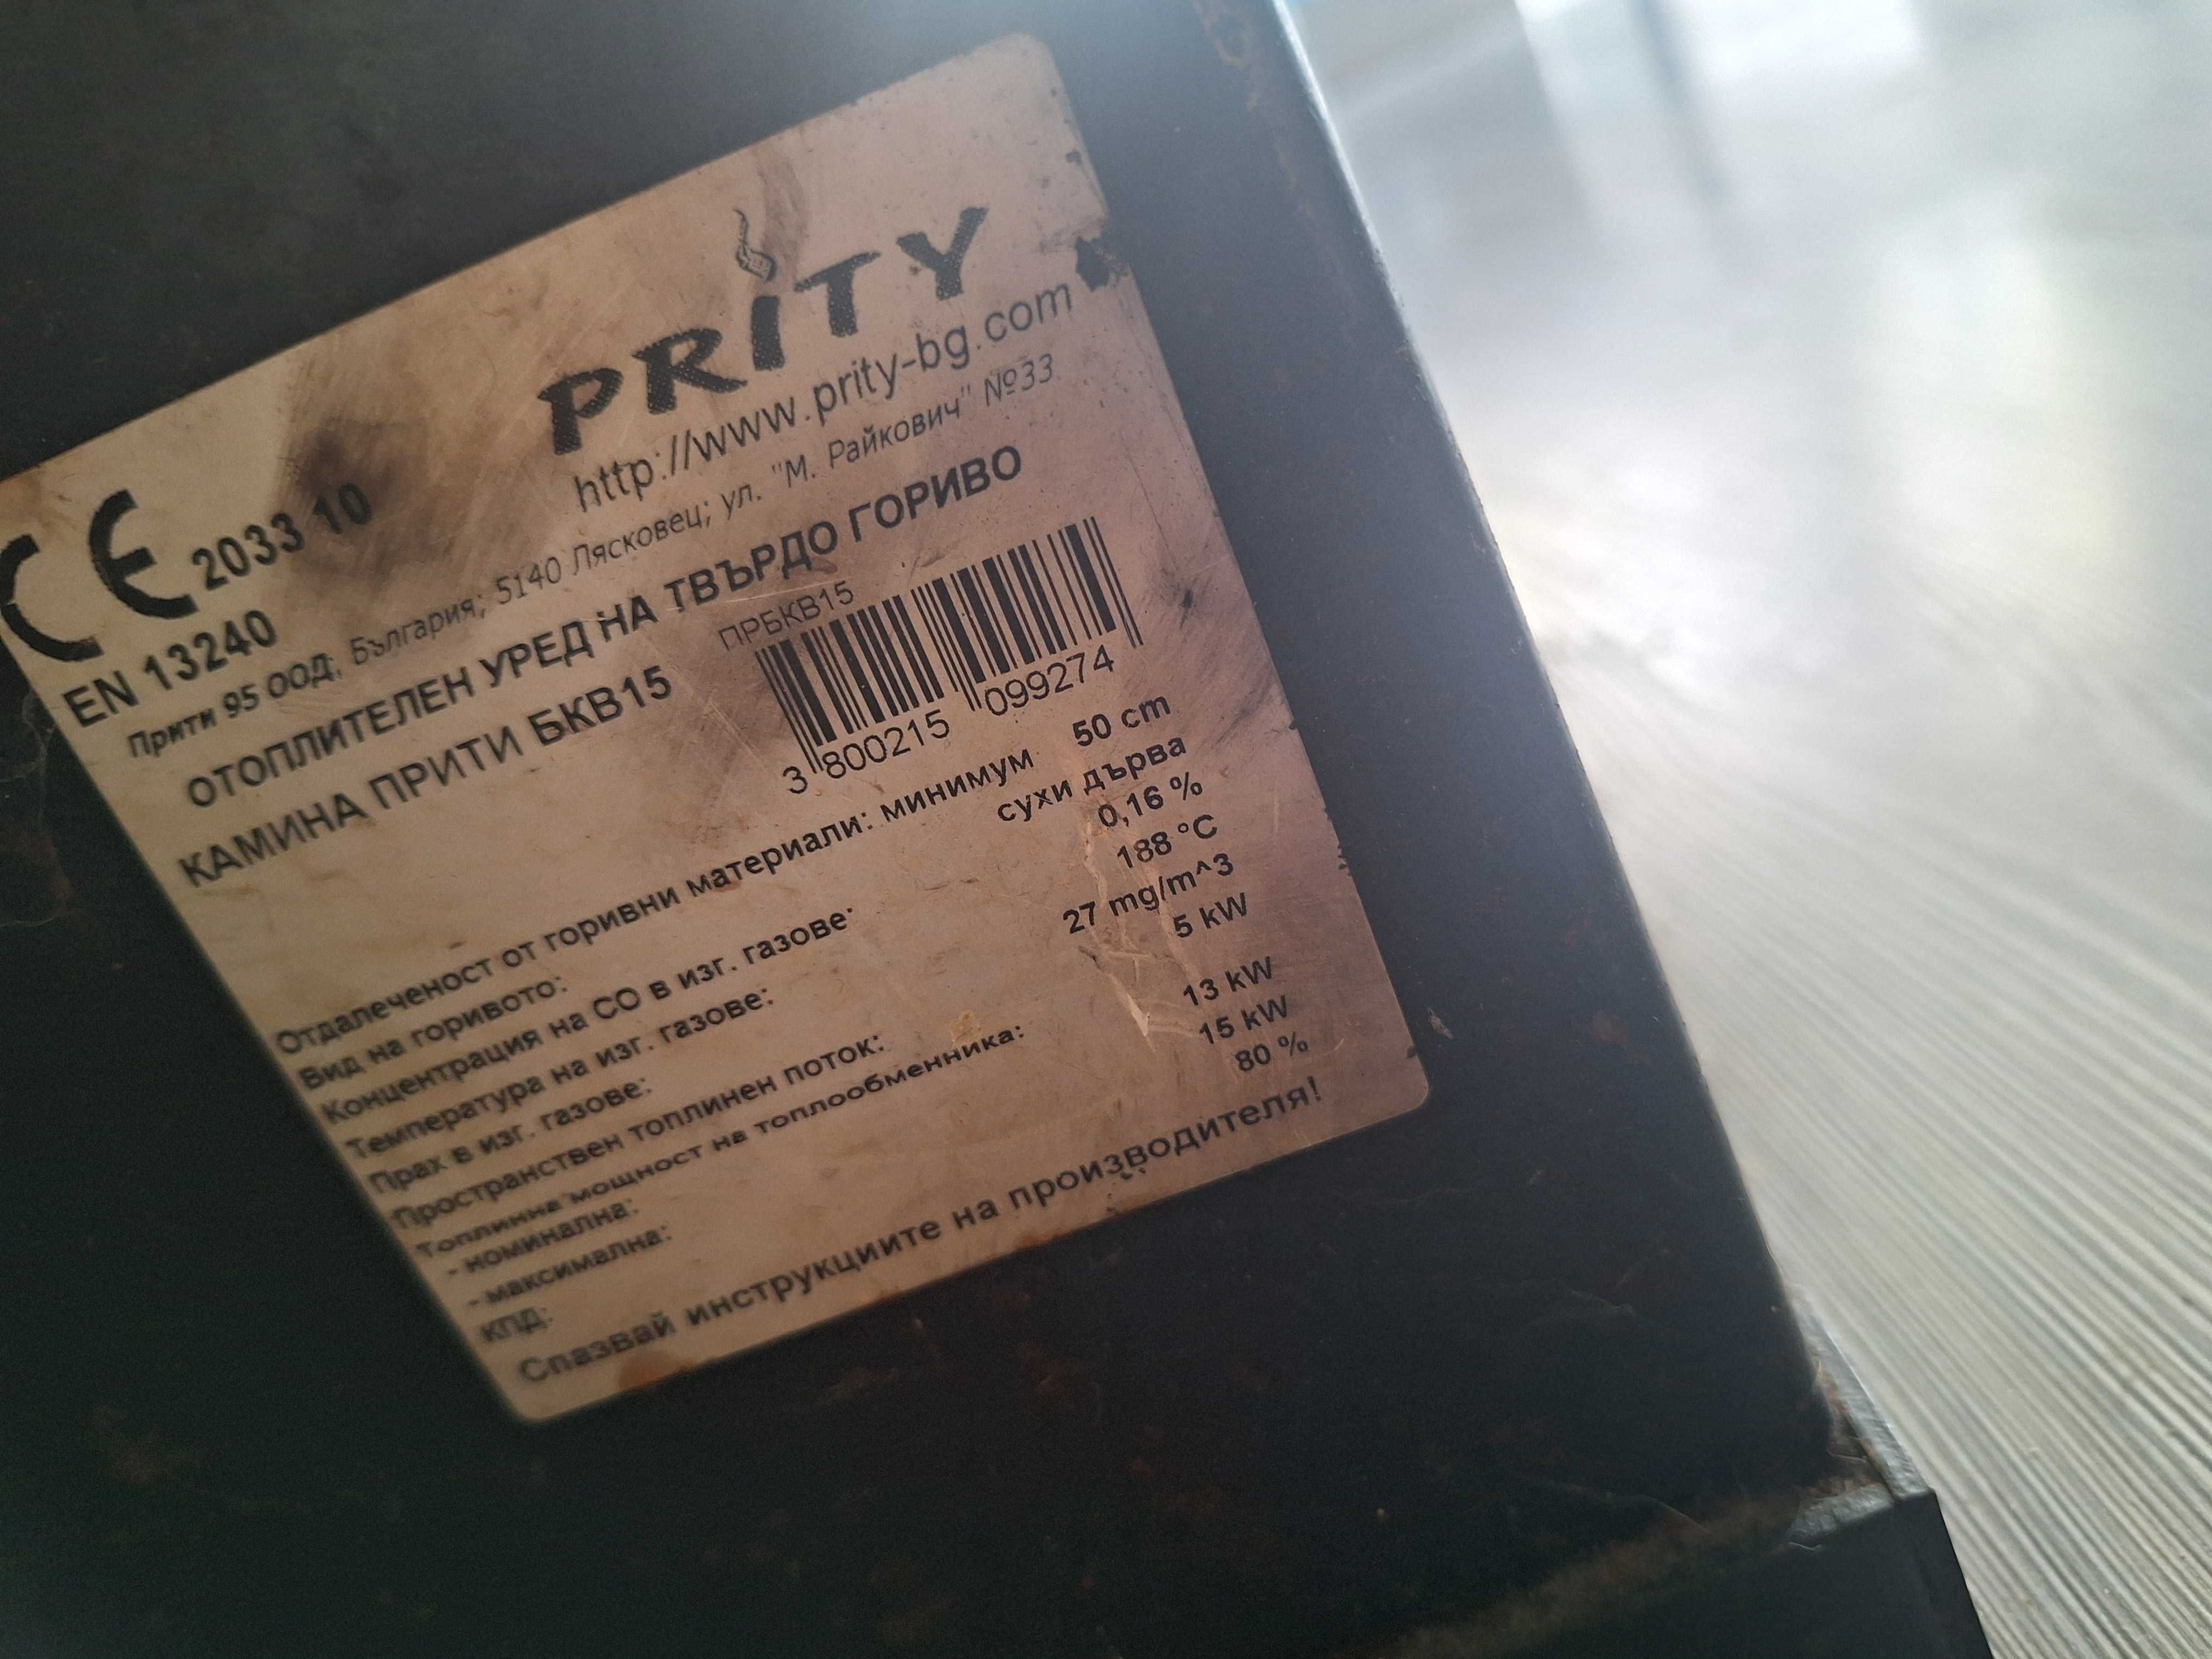 PRITY
http://www.prity-bg.com
CE 2033 10
EN 13240
Прити 95 ООД; България; 5140 Лясковец; ул. "М. Райкович" №33
ОТОПЛИТЕЛЕН УРЕД НА ТВЪРДО ГОРИВО
КАМИНА ПРИТИ БКВ15
ПРБКВ15
3 800215 099274
Отдалеченост от горивни материали: минимум 50 cm
Вид на горивото: сухи дърва
Концентрация на CO в изг. газове: 0,16 %
Температура на изг. газове: 188 °C
Прах в изг. газове: 27 mg/m^3
Пространствен топлинен поток: 5 kW
Топлинна мощност на топлообменника:
- номинална: 13 kW
- максимална: 15 kW
КПД: 80 %
Спазвай инструкциите на производителя!